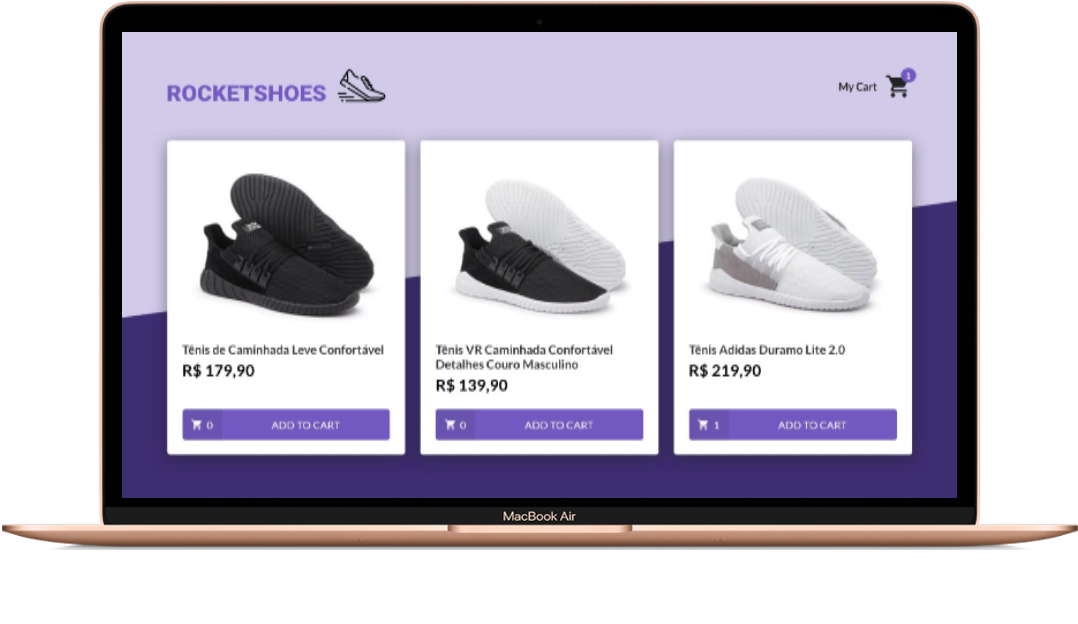 ROCKETSHOES
My Cart
1
Tênis de Caminhada Leve Confortável
R$ 179,90
0
ADD TO CART
Tênis VR Caminhada Confortável
Detalhes Couro Masculino
R$ 139,90
0
ADD TO CART
Tênis Adidas Duramo Lite 2.0
R$ 219,90
1
ADD TO CART
MacBook Air